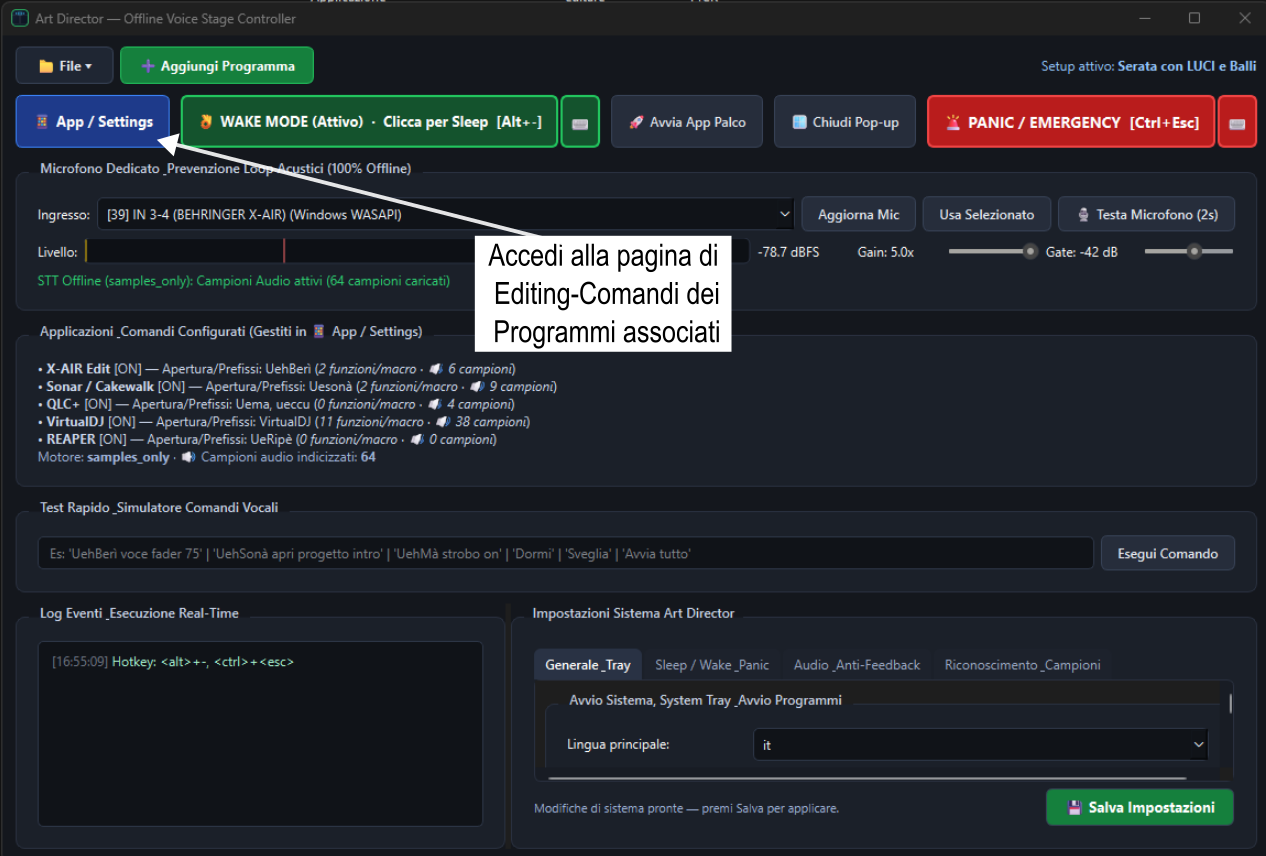 Art Director — Offline Voice Stage Controller
File ▾
Aggiungi Programma
Setup attivo: Serata con LUCI e Balli
App / Settings
WAKE MODE (Attivo) · Clicca per Sleep [Alt+-]
Avvia App Palco
Chiudi Pop-up
PANIC / EMERGENCY [Ctrl+Esc]
Microfono Dedicato _Prevenzione Loop Acustici (100% Offline)
Ingresso: [39] IN 3-4 (BEHRINGER X-AIR) (Windows WASAPI)
Aggiorna Mic
Usa Selezionato
Testa Microfono (2s)
Livello:
-78.7 dBFS
Gain: 5.0x
Gate: -42 dB
STT Offline (samples_only): Campioni Audio attivi (64 campioni caricati)
Accedi alla pagina di
Editing-Comandi dei
Programmi associati
Applicazioni _Comandi Configurati (Gestiti in App / Settings)
• X-AIR Edit [ON] — Apertura/Prefissi: UehBerì (2 funzioni/macro · 6 campioni)
• Sonar / Cakewalk [ON] — Apertura/Prefissi: Uesonà (2 funzioni/macro · 9 campioni)
• QLC+ [ON] — Apertura/Prefissi: Uema, ueccu (0 funzioni/macro · 4 campioni)
• VirtualDJ [ON] — Apertura/Prefissi: VirtualDJ (11 funzioni/macro · 38 campioni)
• REAPER [ON] — Apertura/Prefissi: UeRipè (0 funzioni/macro · 0 campioni)
Motore: samples_only · Campioni audio indicizzati: 64
Test Rapido _Simulatore Comandi Vocali
Es: 'UehBerì voce fader 75' | 'UehSonà apri progetto intro' | 'UehMà strobo on' | 'Dormi' | 'Sveglia' | 'Avvia tutto'
Esegui Comando
Log Eventi _Esecuzione Real-Time
[16:55:09] Hotkey: <alt>+-, <ctrl>+<esc>
Impostazioni Sistema Art Director
Generale _Tray
Sleep / Wake _Panic
Audio _Anti-Feedback
Riconoscimento _Campioni
Avvio Sistema, System Tray _Avvio Programmi
Lingua principale:
it
Modifiche di sistema pronte — premi Salva per applicare.
Salva Impostazioni